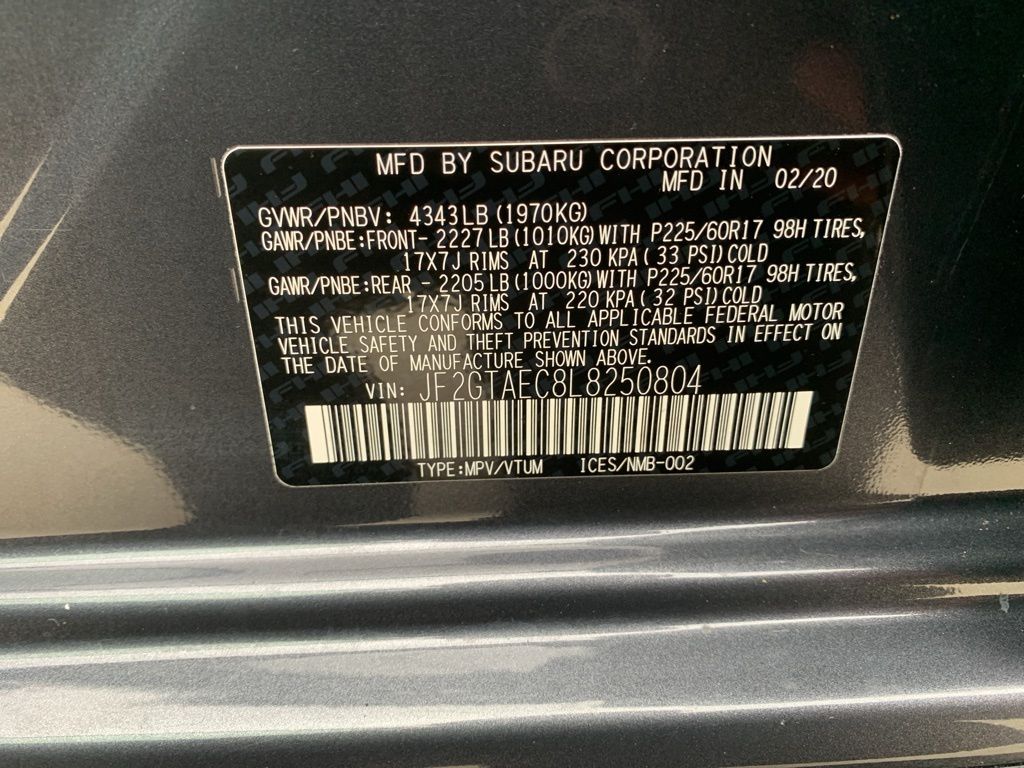 MFD BY SUBARU CORPORATION
MFD IN 02/20
GVWR/PNBV: 4343LB(1970KG)
GAWR/PNBE:FRONT- 2227LB(1010KG)WITH P225/60R17 98H TIRES,
17X7J RIMS AT 230 KPA( 33 PSI)COLD
GAWR/PNBE:REAR - 2205LB(1000KG)WITH P225/60R17 98H TIRES,
17X7J RIMS AT 220 KPA( 32 PSI)COLD
THIS VEHICLE CONFORMS TO ALL APPLICABLE FEDERAL MOTOR
VEHICLE SAFETY AND THEFT PREVENTION STANDARDS IN EFFECT ON
THE DATE OF MANUFACTURE SHOWN ABOVE.
VIN: JF2GTAEC8L8250804
TYPE:MPV/VTUM ICES/NMB-002